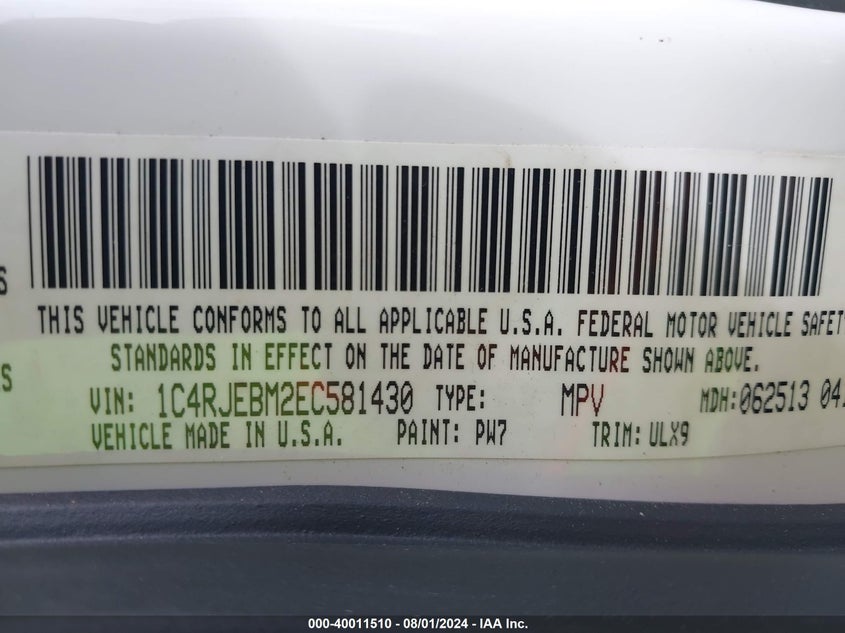 S
THIS VEHICLE CONFORMS TO ALL APPLICABLE U.S.A. FEDERAL MOTOR VEHICLE SAFETY
STANDARDS IN EFFECT ON THE DATE OF MANUFACTURE SHOWN ABOVE.
S
VIN: 1C4RJEBM2EC581430 TYPE: MPV MDH: 062513 04
VEHICLE MADE IN U.S.A. PAINT: PW7 TRIM: ULX9
000-40011510 - 08/01/2024 - IAA Inc.